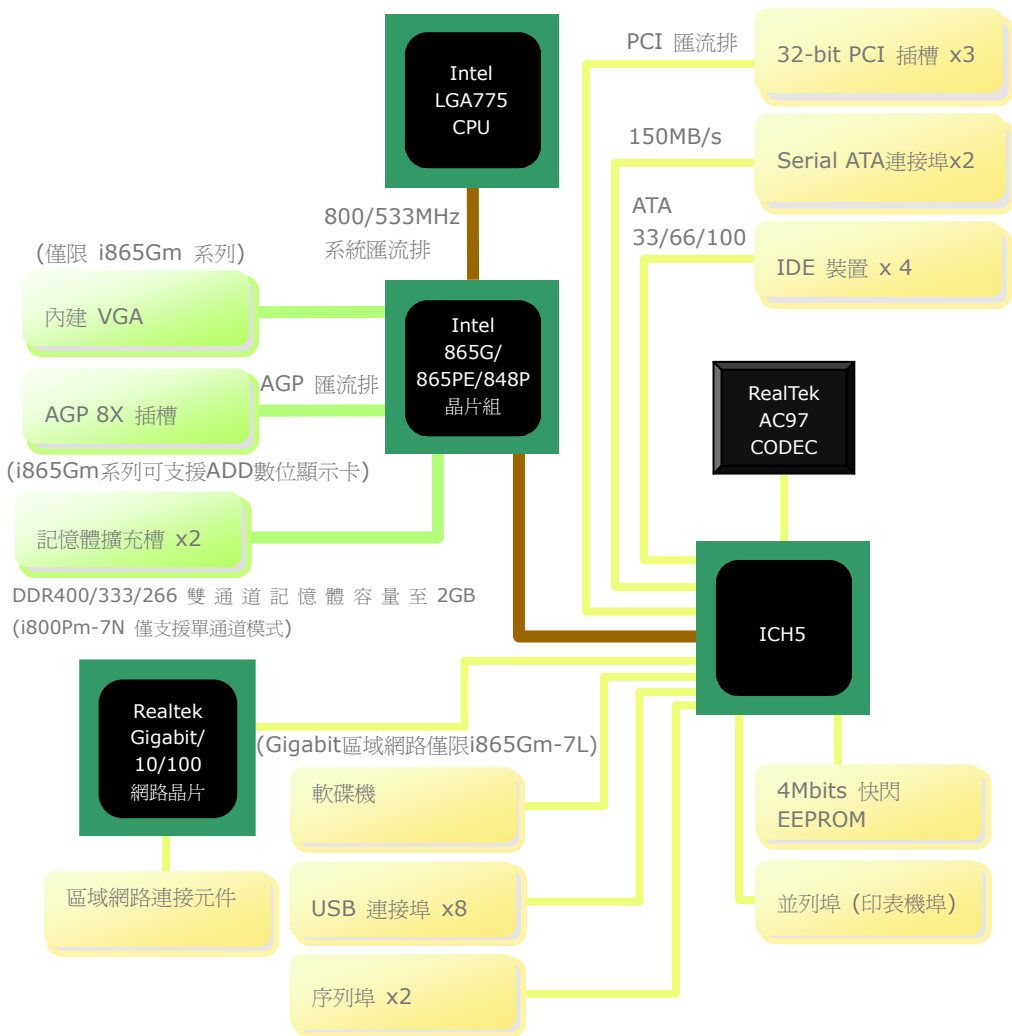 Intel
LGA775
CPU
PCI 匯流排
32-bit PCI 插槽 x3
150MB/s
Serial ATA連接埠x2
ATA
33/66/100
IDE 裝置 x 4
800/533MHz
系統匯流排
(僅限 i865Gm 系列)
內建 VGA
Intel
865G/
865PE/848P
晶片組
AGP 匯流排
AGP 8X 插槽
(i865Gm系列可支援ADD數位顯示卡)
RealTek
AC97
CODEC
記憶體擴充槽 x2
DDR400/333/266 雙通道記憶體容量至 2GB
(i800Pm-7N 僅支援單通道模式)
ICH5
Realtek
Gigabit/
10/100
網路晶片
(Gigabit區域網路僅限i865Gm-7L)
軟碟機
4Mbits 快閃
EEPROM
區域網路連接元件
USB 連接埠 x8
並列埠 (印表機埠)
序列埠 x2